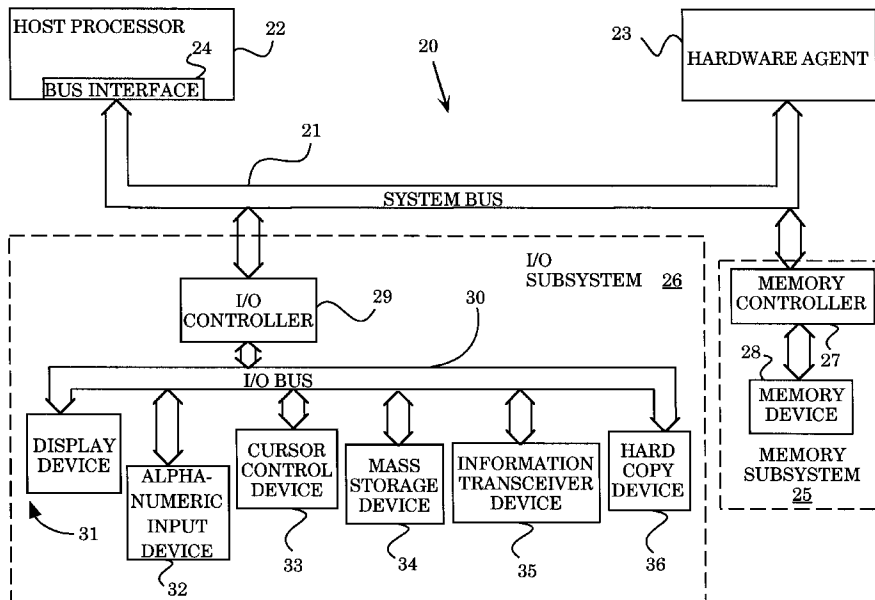 HOST PROCESSOR
22
24
BUS INTERFACE
20
23
HARDWARE AGENT
21
SYSTEM BUS
I/O
SUBSYSTEM 26
I/O
CONTROLLER
29
30
I/O BUS
MEMORY
CONTROLLER
27
28
MEMORY
DEVICE
MEMORY
SUBSYSTEM
25
DISPLAY
DEVICE
31
ALPHA-
NUMERIC
INPUT
DEVICE
32
CURSOR
CONTROL
DEVICE
33
MASS
STORAGE
DEVICE
34
INFORMATION
TRANSCEIVER
DEVICE
35
HARD
COPY
DEVICE
36